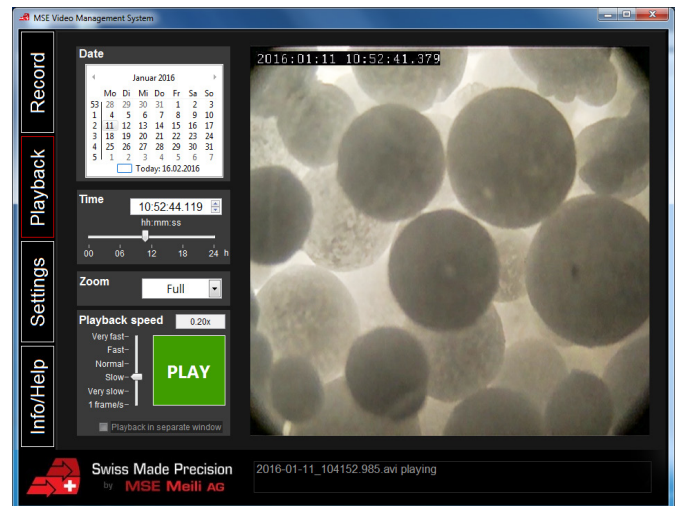 MSE Video Management System
Record
Playback
Settings
Info/Help
Date
Januar 2016
Mo Di Mi Do Fr Sa So
53 28 29 30 31 1 2 3
1 4 5 6 7 8 9 10
2 11 12 13 14 15 16 17
3 18 19 20 21 22 23 24
4 25 26 27 28 29 30 31
5 1 2 3 4 5 6 7
Today: 16.02.2016
Time
10:52:44.119
hh:mm:ss
00 06 12 18 24 h
Zoom
Full
Playback speed 0.20x
Very fast
Fast
Normal
Slow
Very slow
1 frame/s
PLAY
Playback in separate window
2016:01:11 10:52:41.379
Swiss Made Precision
by MSE Meili AG
2016-01-11_104152.985.avi playing